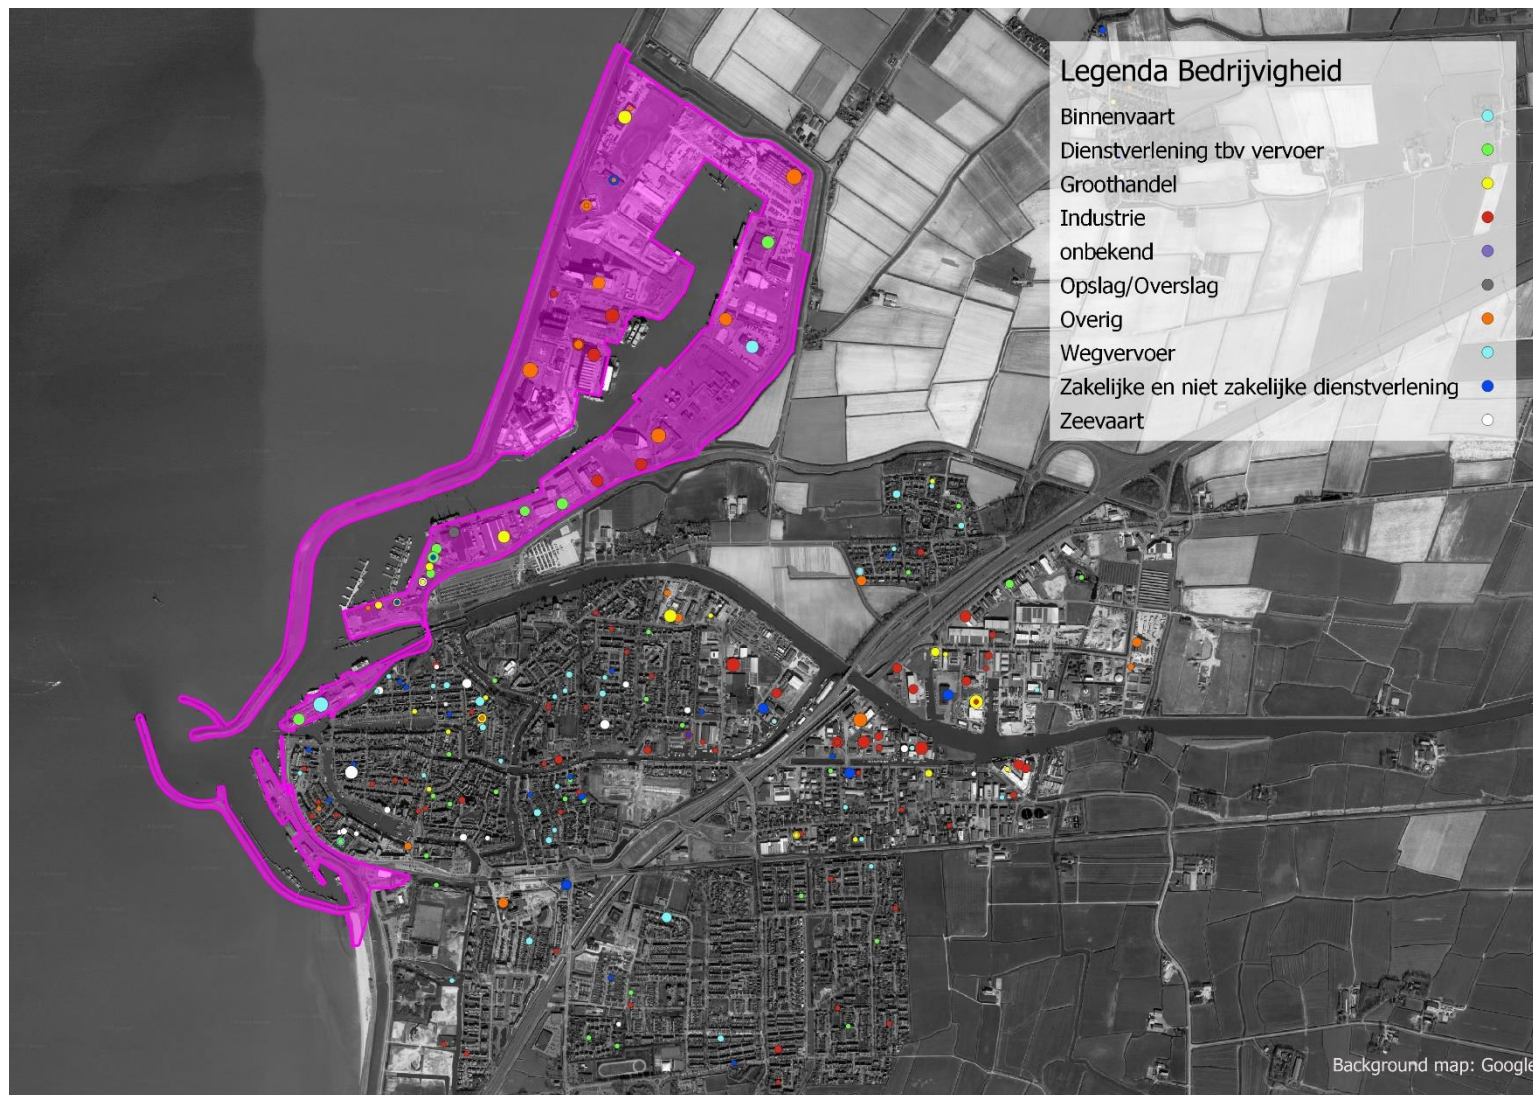 Legenda Bedrijvigheid
Binnenvaart
Dienstverlening tbv vervoer
Groothandel
Industrie
onbekend
Opslag/Overslag
Overig
Wegvervoer
Zakelijke en niet zakelijke dienstverlening
Zeevaart
Background map: Google